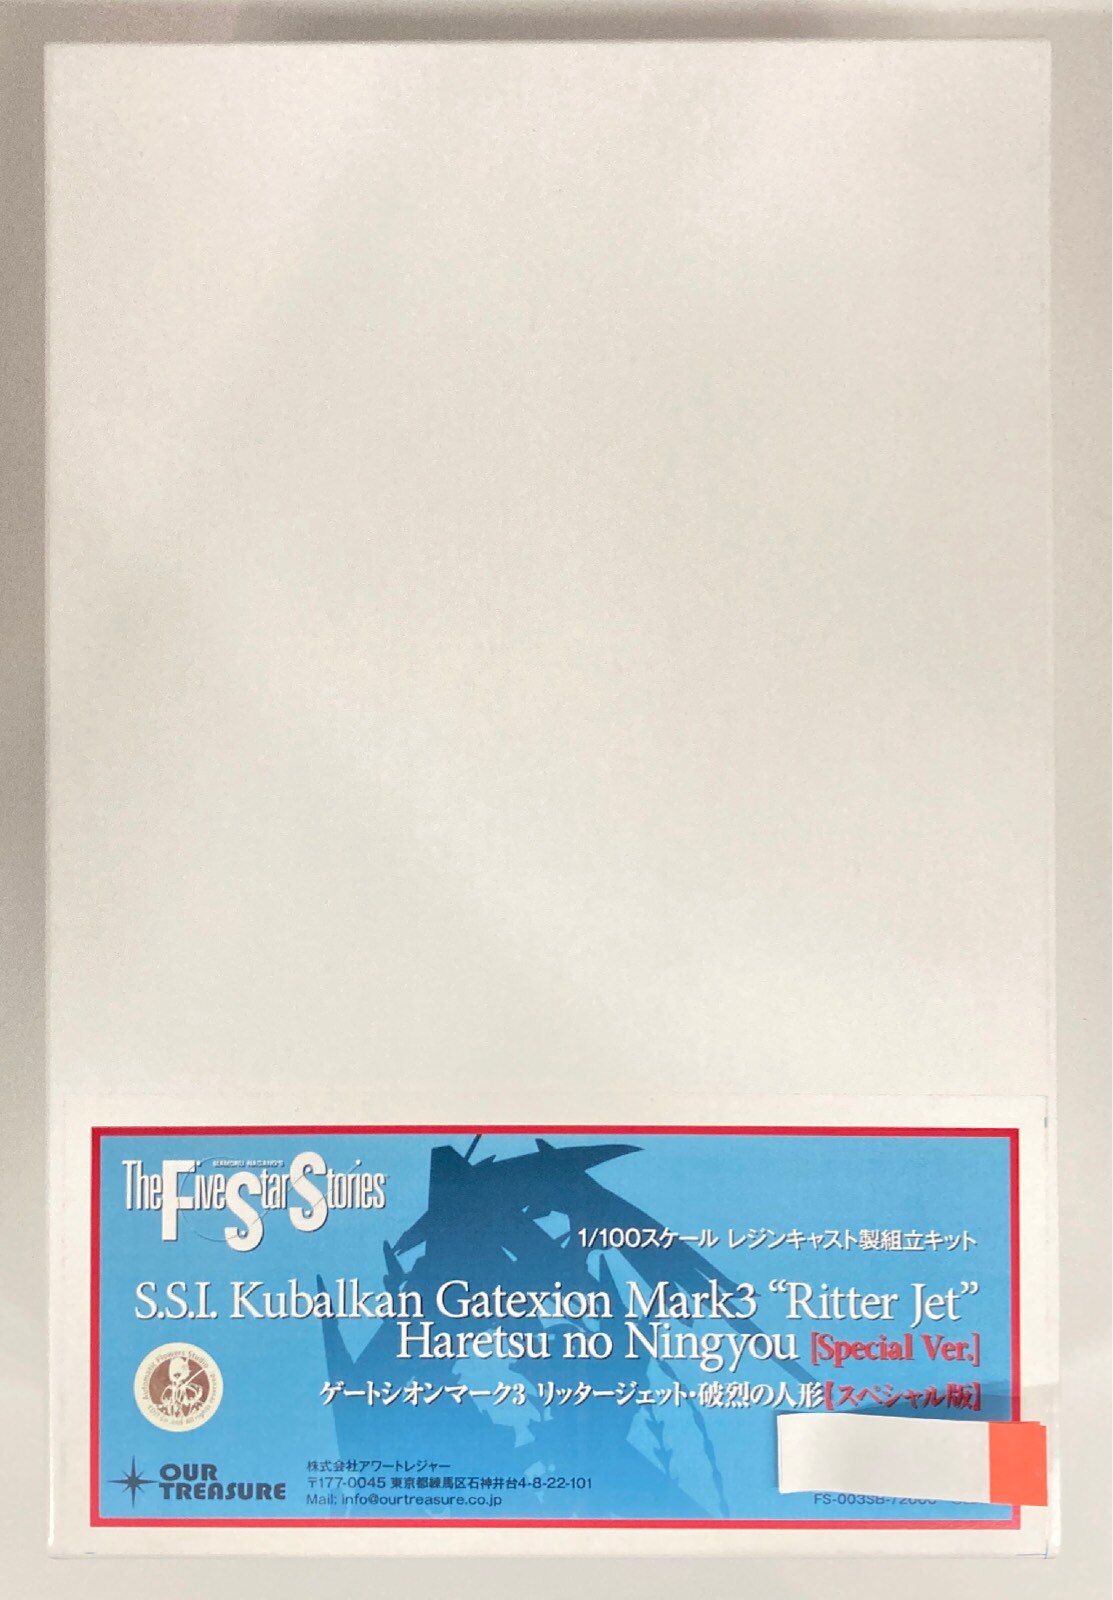 MAMORU NAGANO'S
The Five Star Stories
1/100スケール レジンキャスト製組立キット
S.S.I. Kubalkan Gatexion Mark3 “Ritter Jet”
Haretsu no Ningyou [Special Ver.]
ゲートシオンマーク3 リッタージェット・破烈の人形【スペシャル版】
Automatic Flowers Studio
OUR
TREASURE
株式会社アワートレジャー
〒177-0045 東京都練馬区石神井台4-8-22-101
Mail: info@ourtreasure.co.jp